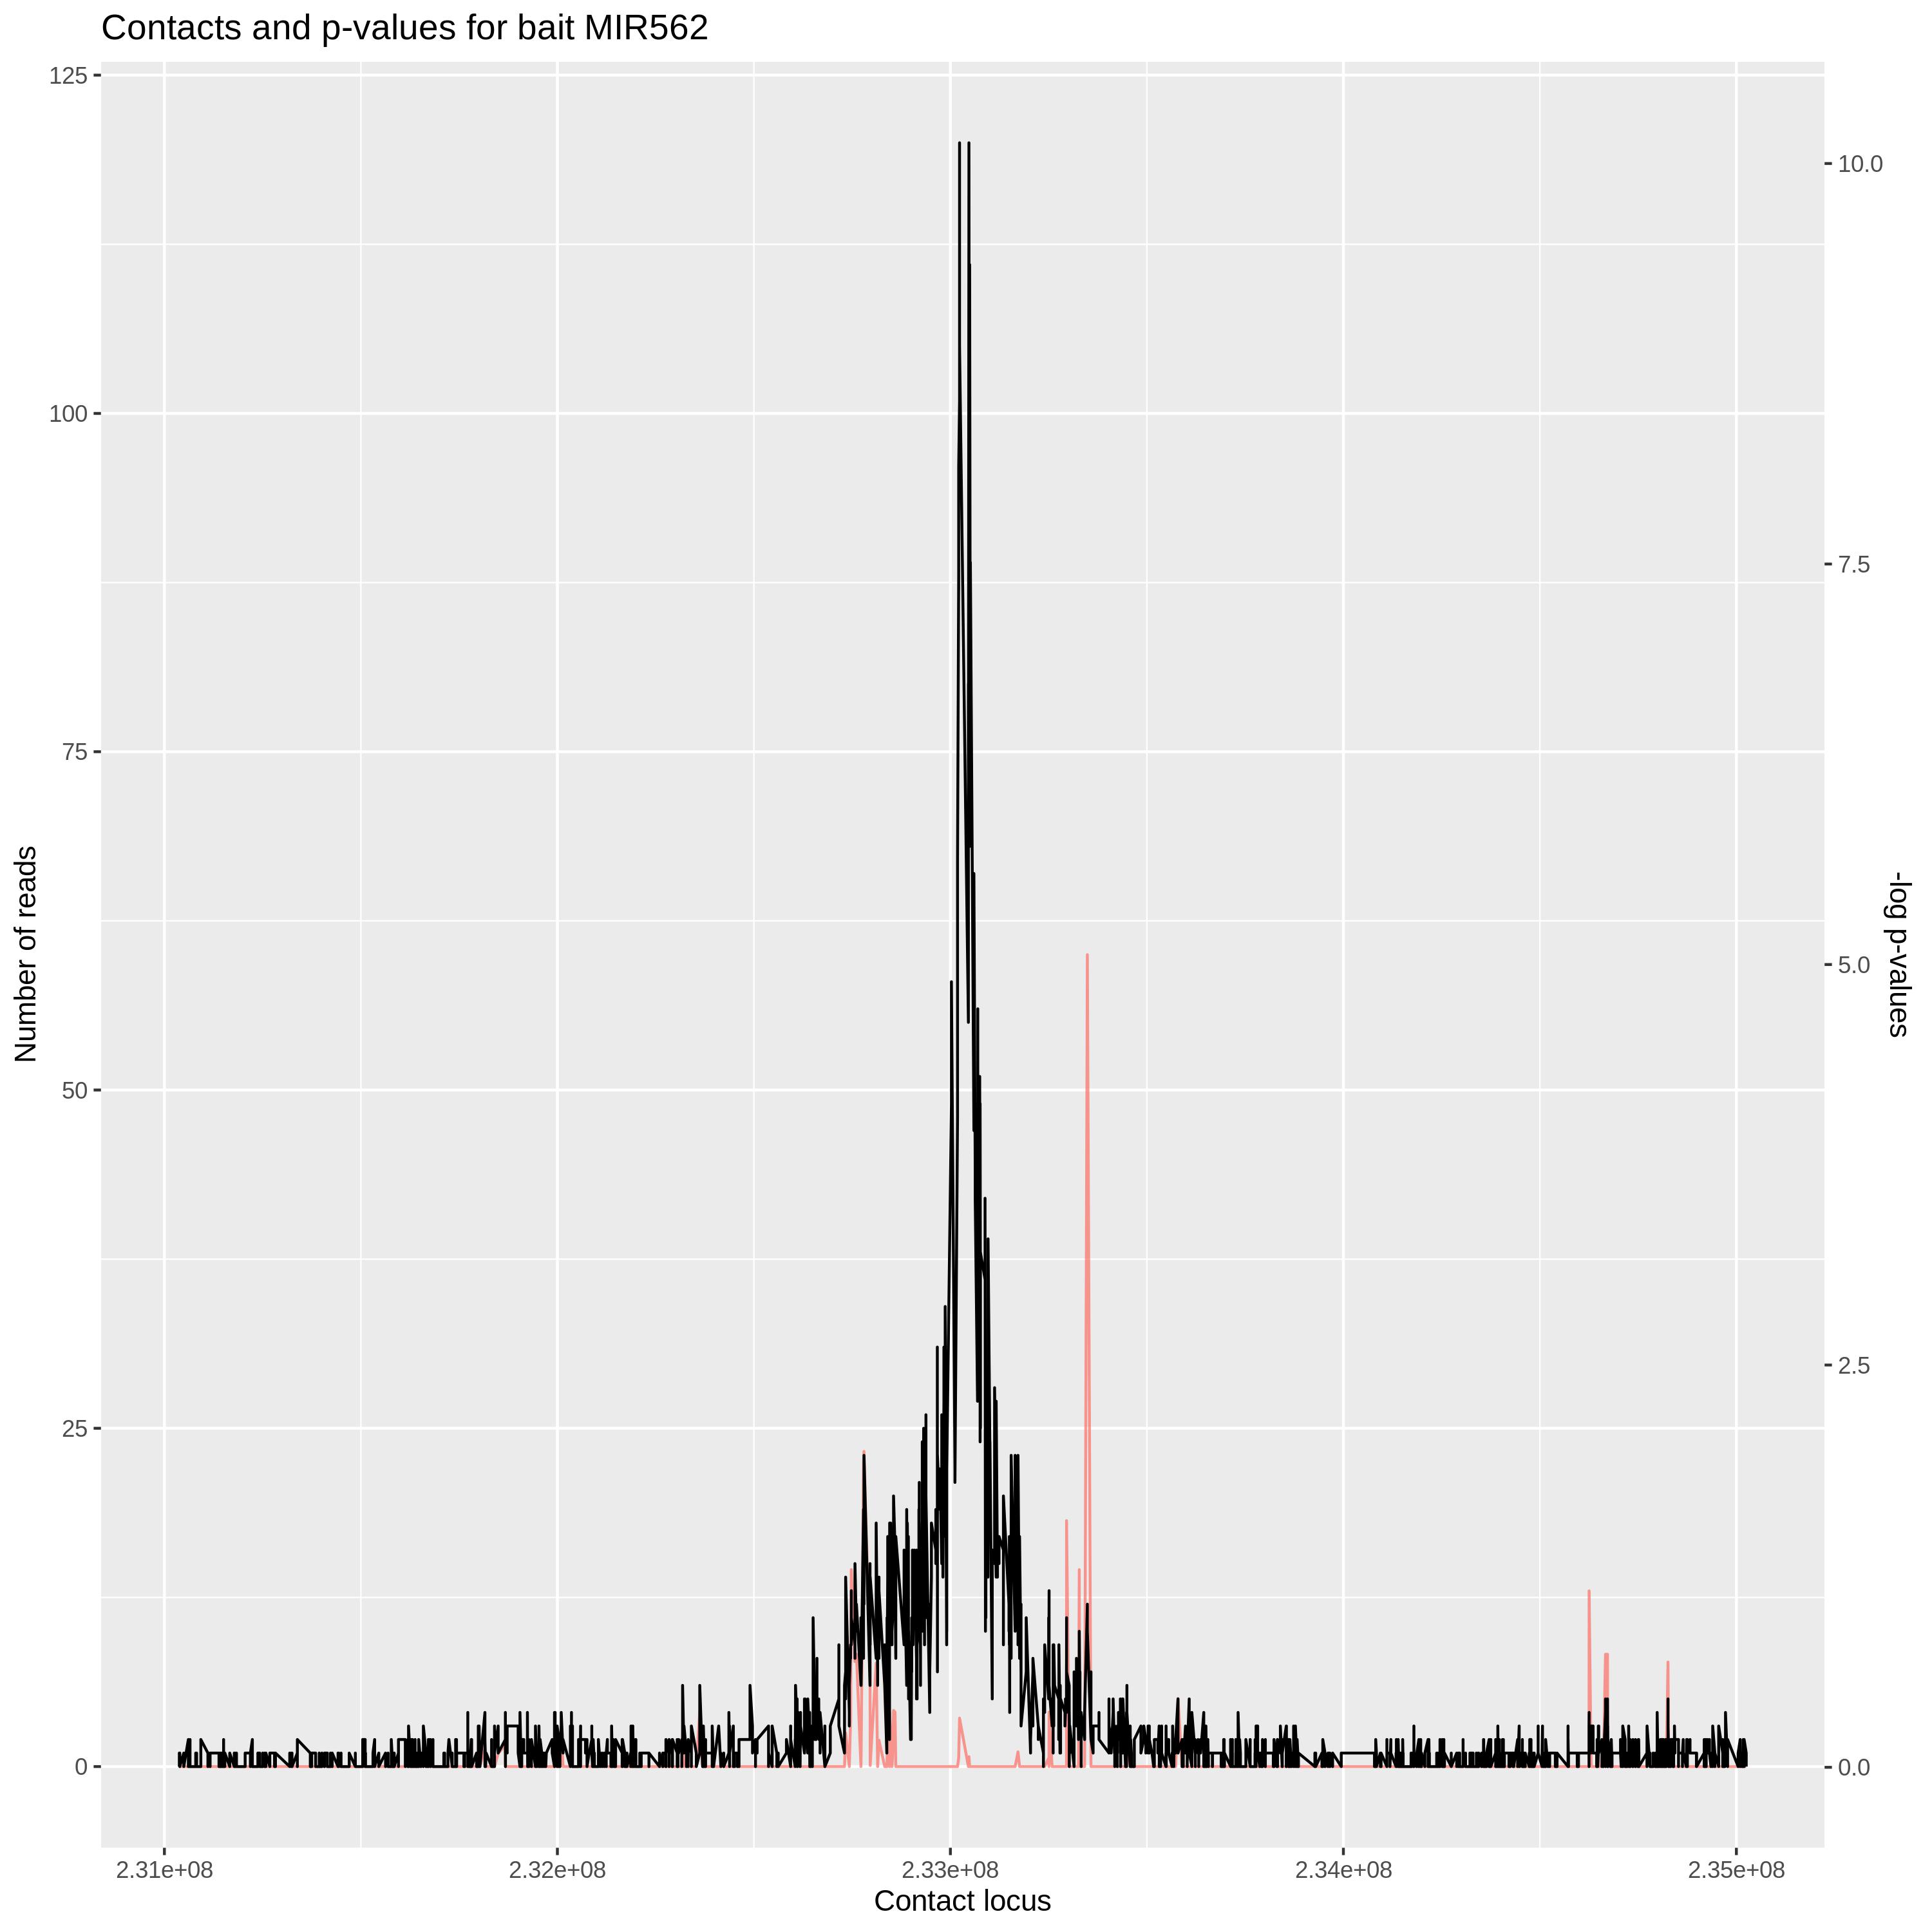 Contacts and p-values for bait MIR562
125
100
75
50
25
0
Number of reads
10.0
7.5
5.0
2.5
0.0
-log p-values
2.31e+08
2.32e+08
2.33e+08
2.34e+08
2.35e+08
Contact locus